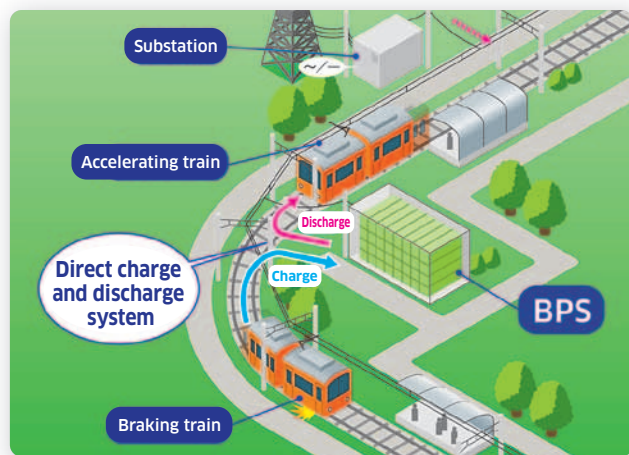 Substation
~/−
Accelerating train
Discharge
Direct charge
and discharge
system
Charge
BPS
Braking train